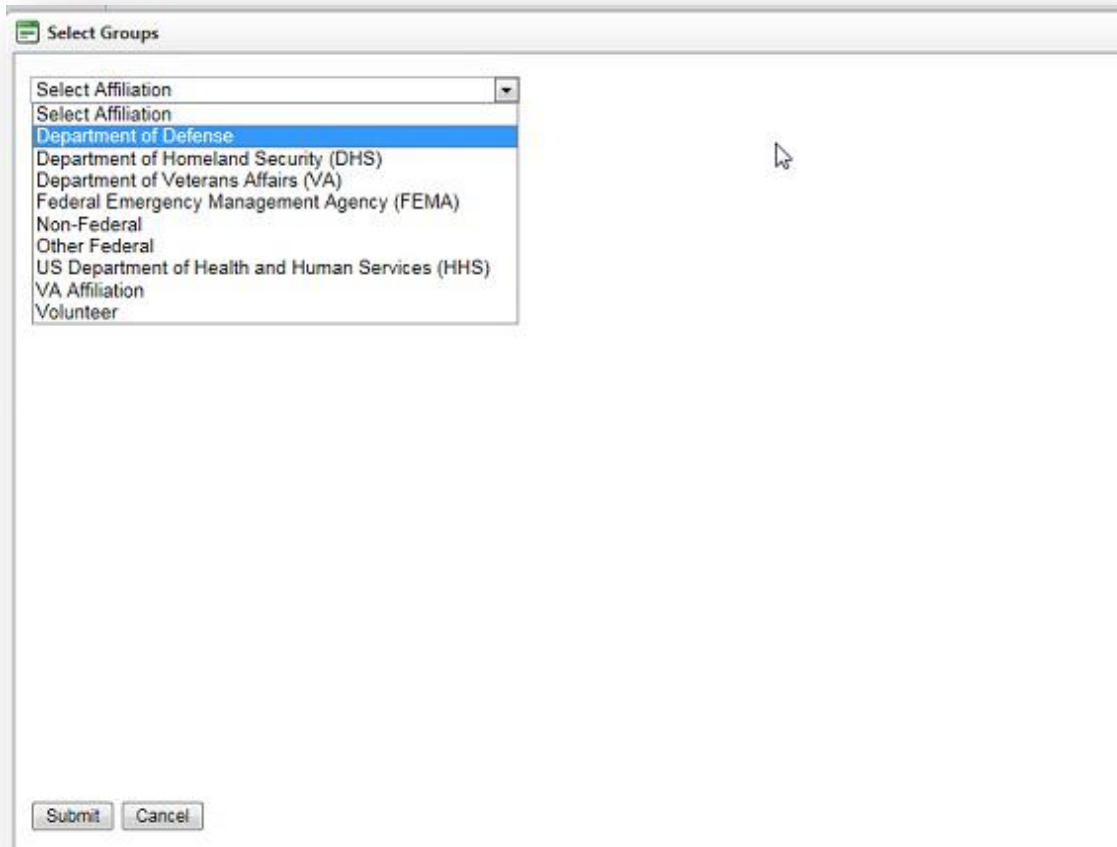 Select Groups
Select Affiliation
Select Affiliation
Department of Defense
Department of Homeland Security (DHS)
Department of Veterans Affairs (VA)
Federal Emergency Management Agency (FEMA)
Non-Federal
Other Federal
US Department of Health and Human Services (HHS)
VA Affiliation
Volunteer
Submit Cancel